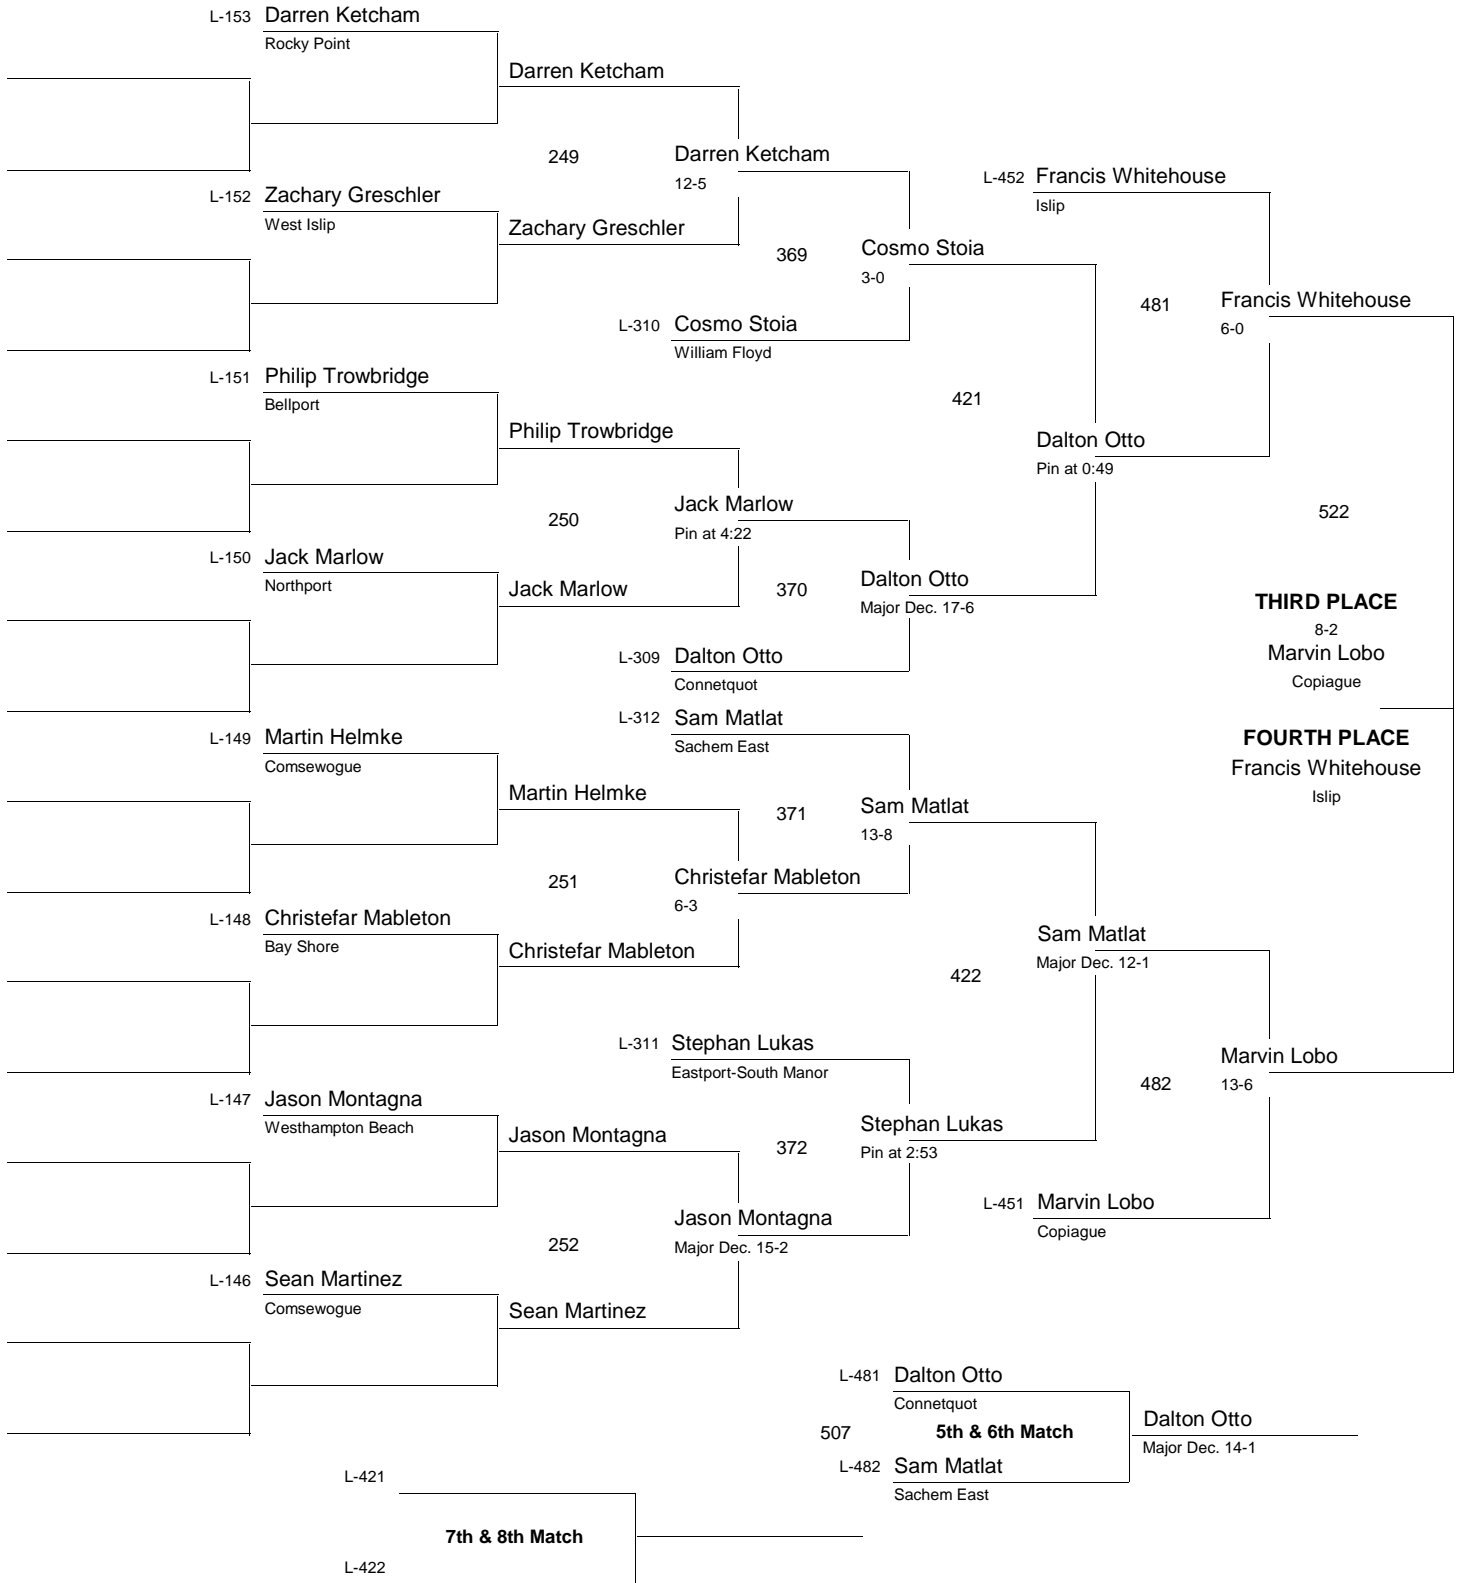 L-153 Darren Ketcham
Rocky Point
Darren Ketcham
249
Darren Ketcham
12-5
L-152 Zachary Greschler
West Islip
Zachary Greschler
369
Cosmo Stoia
3-0
L-310 Cosmo Stoia
William Floyd
L-452 Francis Whitehouse
Islip
481
Francis Whitehouse
6-0
L-151 Philip Trowbridge
Bellport
Philip Trowbridge
421
Dalton Otto
Pin at 0:49
250
Jack Marlow
Pin at 4:22
522
L-150 Jack Marlow
Northport
Jack Marlow
370
Dalton Otto
Major Dec. 17-6
L-309 Dalton Otto
Connetquot
THIRD PLACE
8-2
Marvin Lobo
Copiague
FOURTH PLACE
Francis Whitehouse
Islip
L-312 Sam Matlat
Sachem East
L-149 Martin Helmke
Comsewogue
Martin Helmke
371
Sam Matlat
13-8
251
Christefar Mableton
6-3
L-148 Christefar Mableton
Bay Shore
Christefar Mableton
422
Sam Matlat
Major Dec. 12-1
L-311 Stephan Lukas
Eastport-South Manor
482
Marvin Lobo
13-6
L-147 Jason Montagna
Westhampton Beach
Jason Montagna
372
Stephan Lukas
Pin at 2:53
L-451 Marvin Lobo
Copiague
252
Jason Montagna
Major Dec. 15-2
L-146 Sean Martinez
Comsewogue
Sean Martinez
L-481 Dalton Otto
Connetquot
507
5th & 6th Match
Dalton Otto
Major Dec. 14-1
L-482 Sam Matlat
Sachem East
L-421
7th & 8th Match
L-422